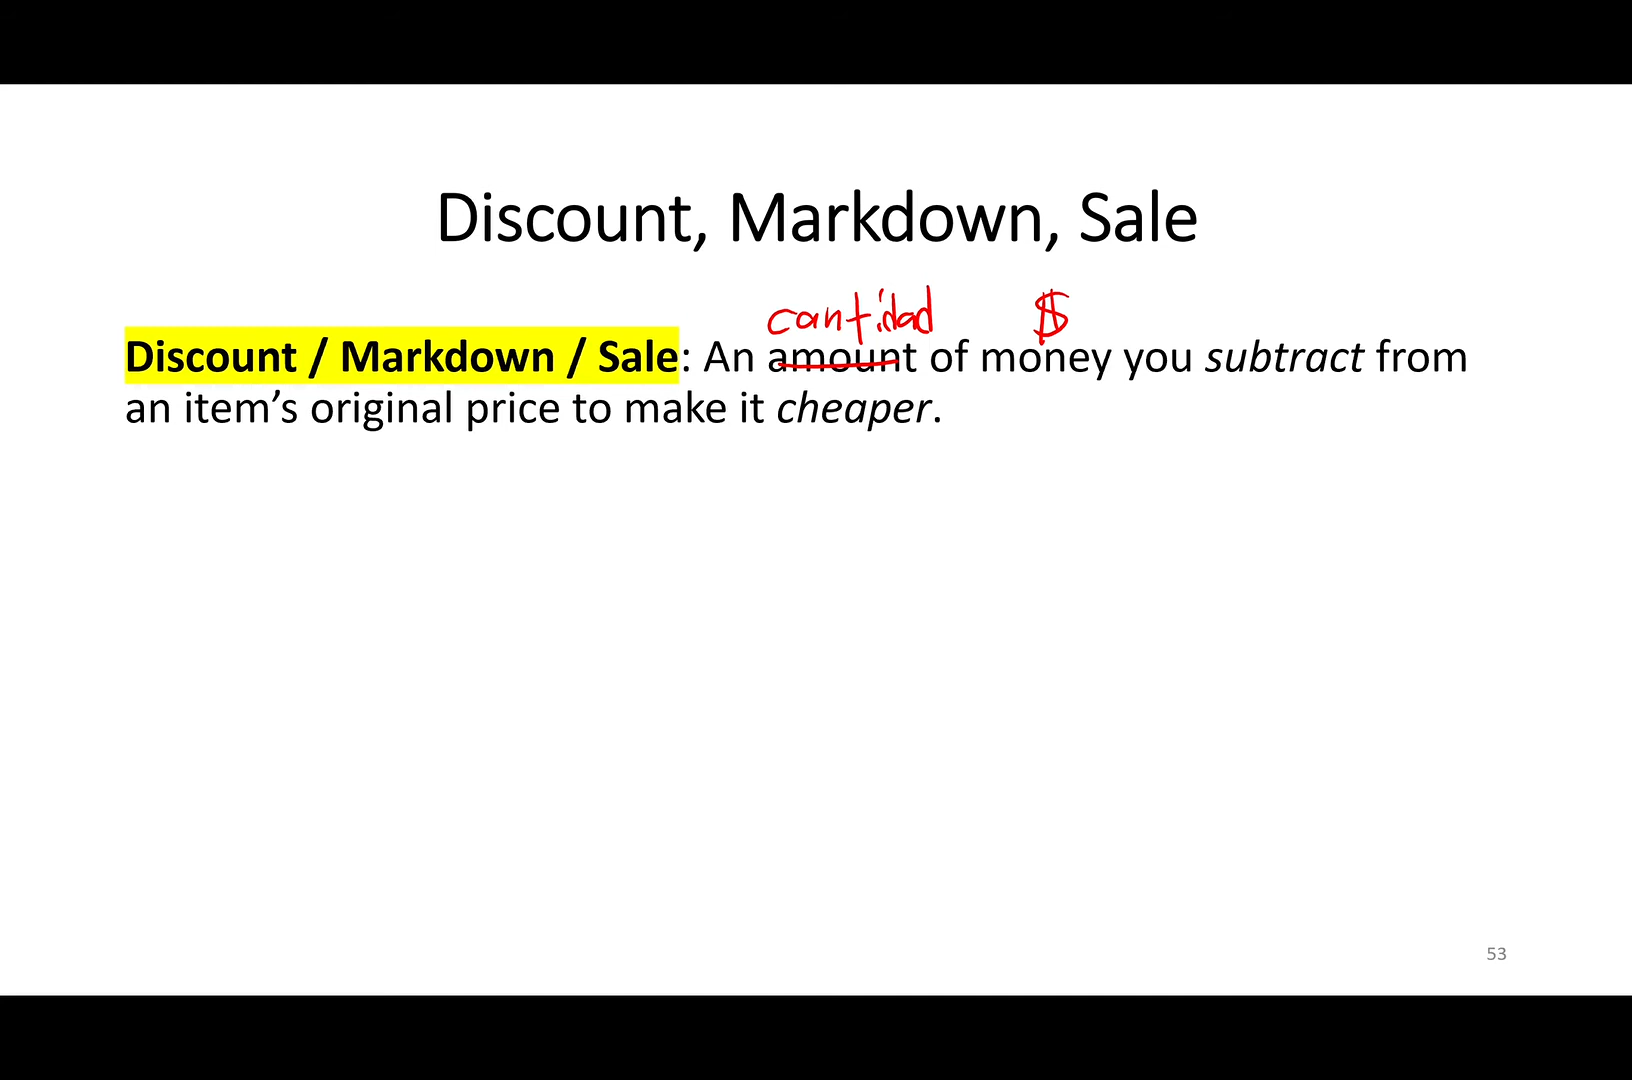 Discount, Markdown, Sale
cantidad $
Discount / Markdown / Sale: An amount of money you subtract from
an item’s original price to make it cheaper.
53